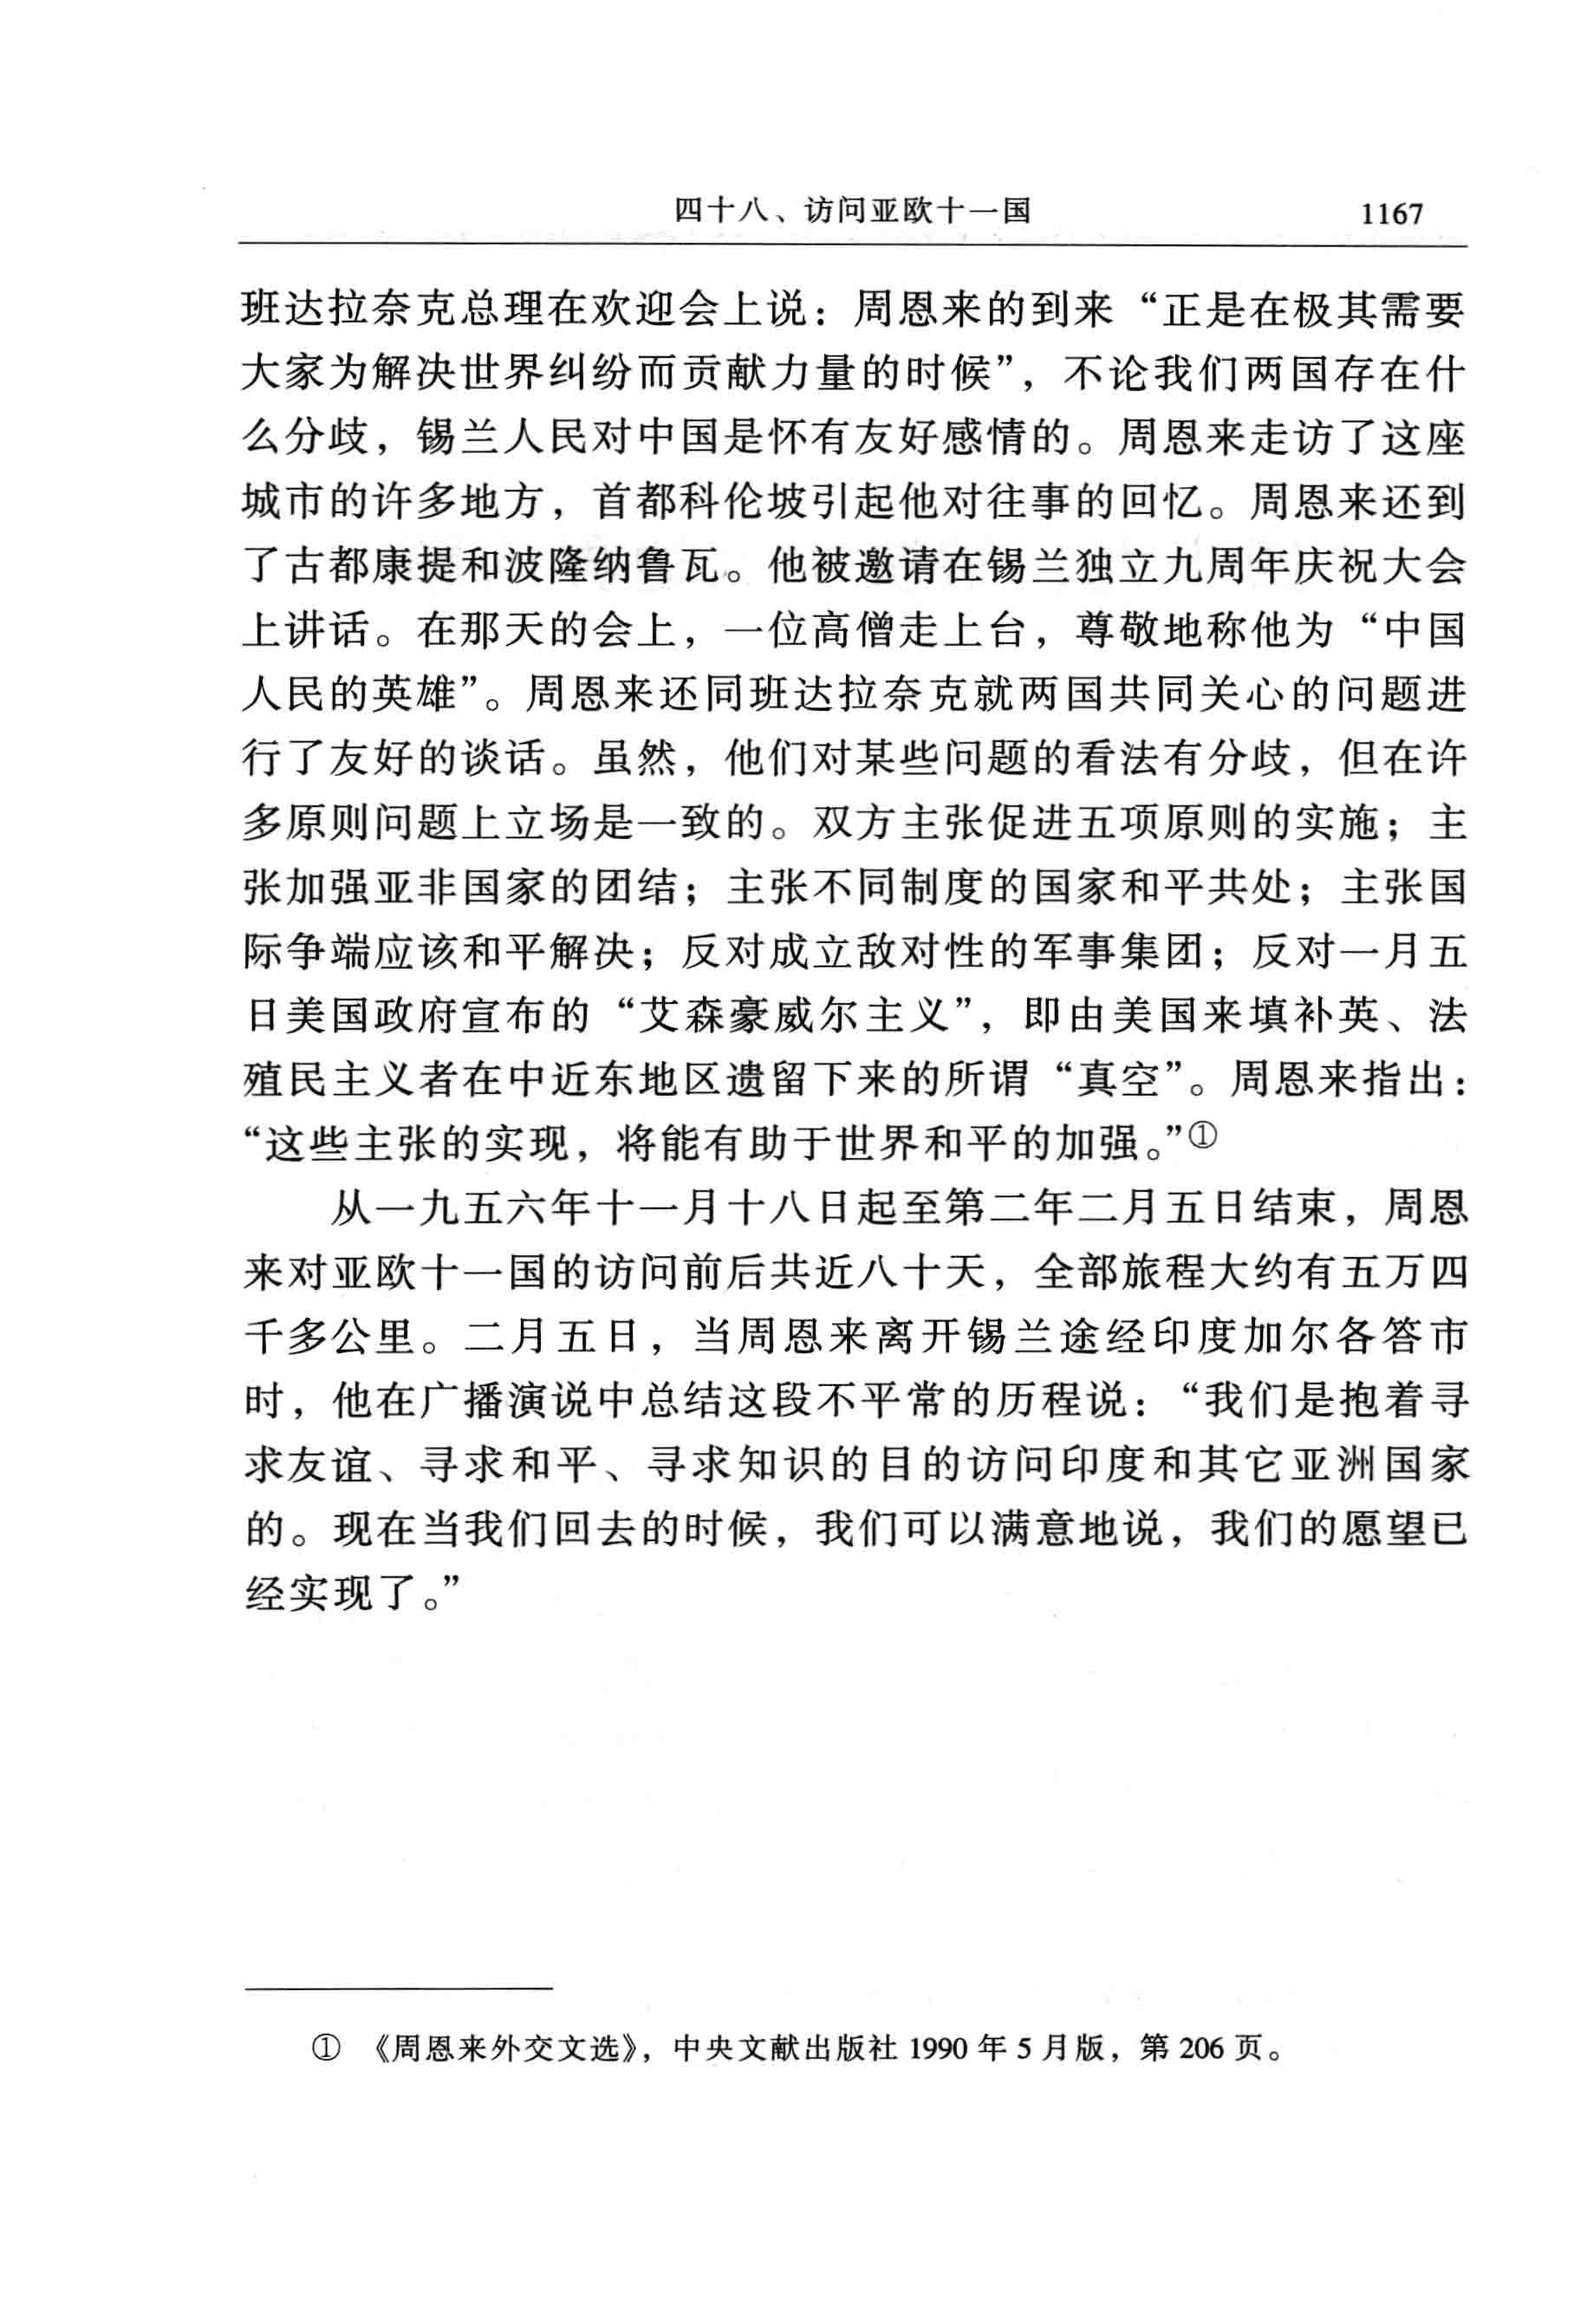 四十八、访问亚欧十一国 1167
班达拉奈克总理在欢迎会上说：周恩来的到来“正是在极其需要
大家为解决世界纠纷而贡献力量的时候”，不论我们两国存在什
么分歧，锡兰人民对中国是怀有友好感情的。周恩来走访了这座
城市的许多地方，首都科伦坡引起他对往事的回忆。周恩来还到
了古都康提和波隆纳鲁瓦。他被邀请在锡兰独立九周年庆祝大会
上讲话。在那天的会上，一位高僧走上台，尊敬地称他为“中国
人民的英雄”。周恩来还同班达拉奈克就两国共同关心的问题进
行了友好的谈话。虽然，他们对某些问题的看法有分歧，但在许
多原则问题上立场是一致的。双方主张促进五项原则的实施；主
张加强亚非国家的团结；主张不同制度的国家和平共处；主张国
际争端应该和平解决；反对成立敌对性的军事集团；反对一月五
日美国政府宣布的“艾森豪威尔主义”，即由美国来填补英、法
殖民主义者在中近东地区遗留下来的所谓“真空”。周恩来指出：
“这些主张的实现，将能有助于世界和平的加强。”①
从一九五六年十一月十八日起至第二年二月五日结束，周恩
来对亚欧十一国的访问前后共近八十天，全部旅程大约有五万四
千多公里。二月五日，当周恩来离开锡兰途经印度加尔各答市
时，他在广播演说中总结这段不平常的历程说：“我们是抱着寻
求友谊、寻求和平、寻求知识的目的访问印度和其它亚洲国家
的。现在当我们回去的时候，我们可以满意地说，我们的愿望已
经实现了。”
① 《周恩来外交文选》，中央文献出版社 1990 年 5 月版，第 206 页。